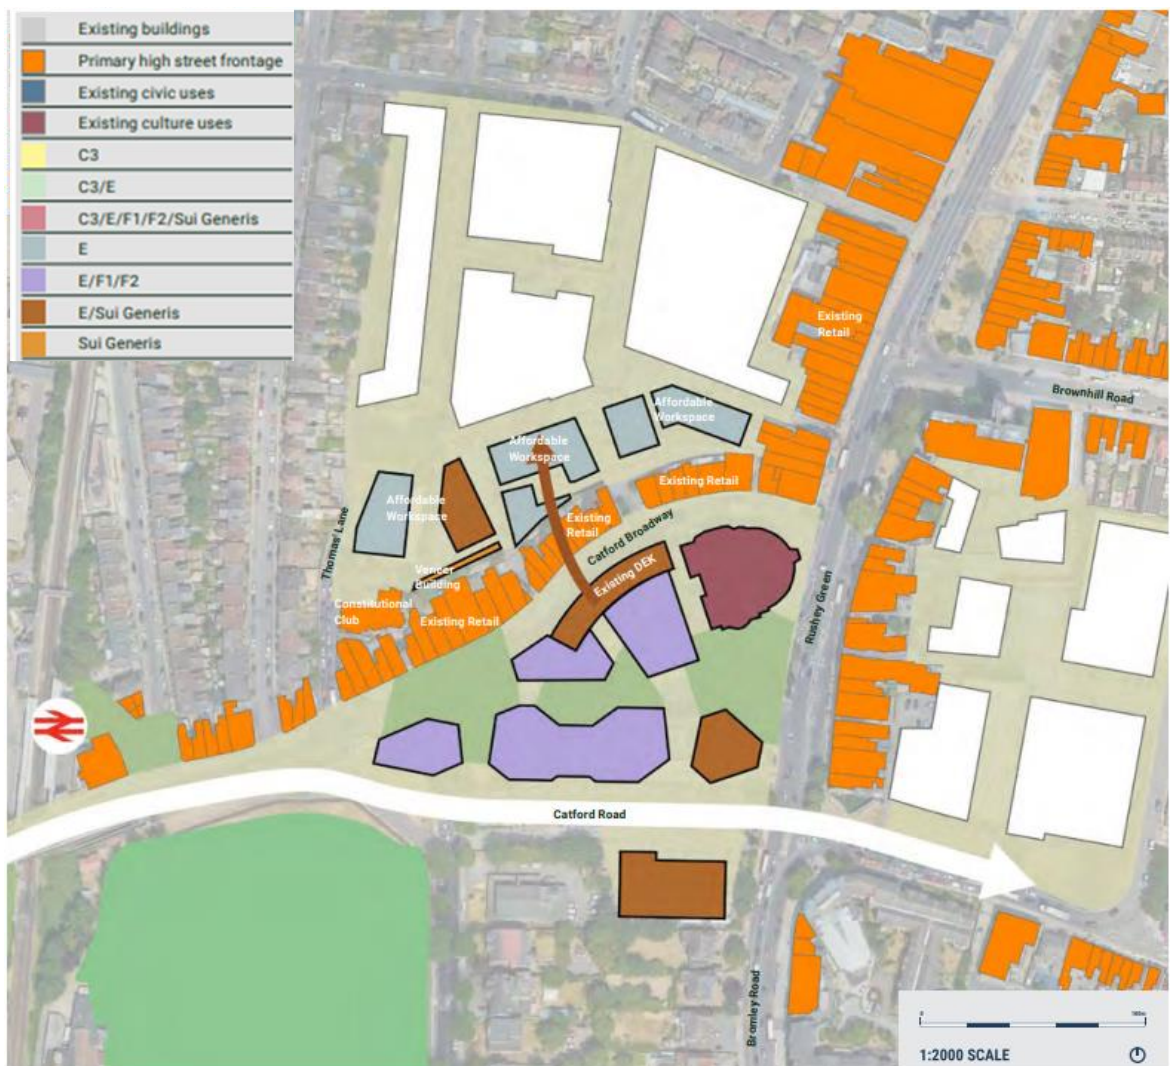 Existing buildings
Primary high street frontage
Existing civic uses
Existing culture uses
C3
C3/E
C3/E/F1/F2/Sui Generis
E
E/F1/F2
E/Sui Generis
Sui Generis
Existing
Retail
Brownhill Road
Affordable
Workspace
Affordable
Workspace
Existing Retail
Affordable
Workspace
Existing
Retail
Catford Broadway
Thomas' Lane
Veneer
Building
Existing DEK
Constitutional
Club
Existing Retail
Rushey Green
Catford Road
Bromley Road
0
1:2000 SCALE